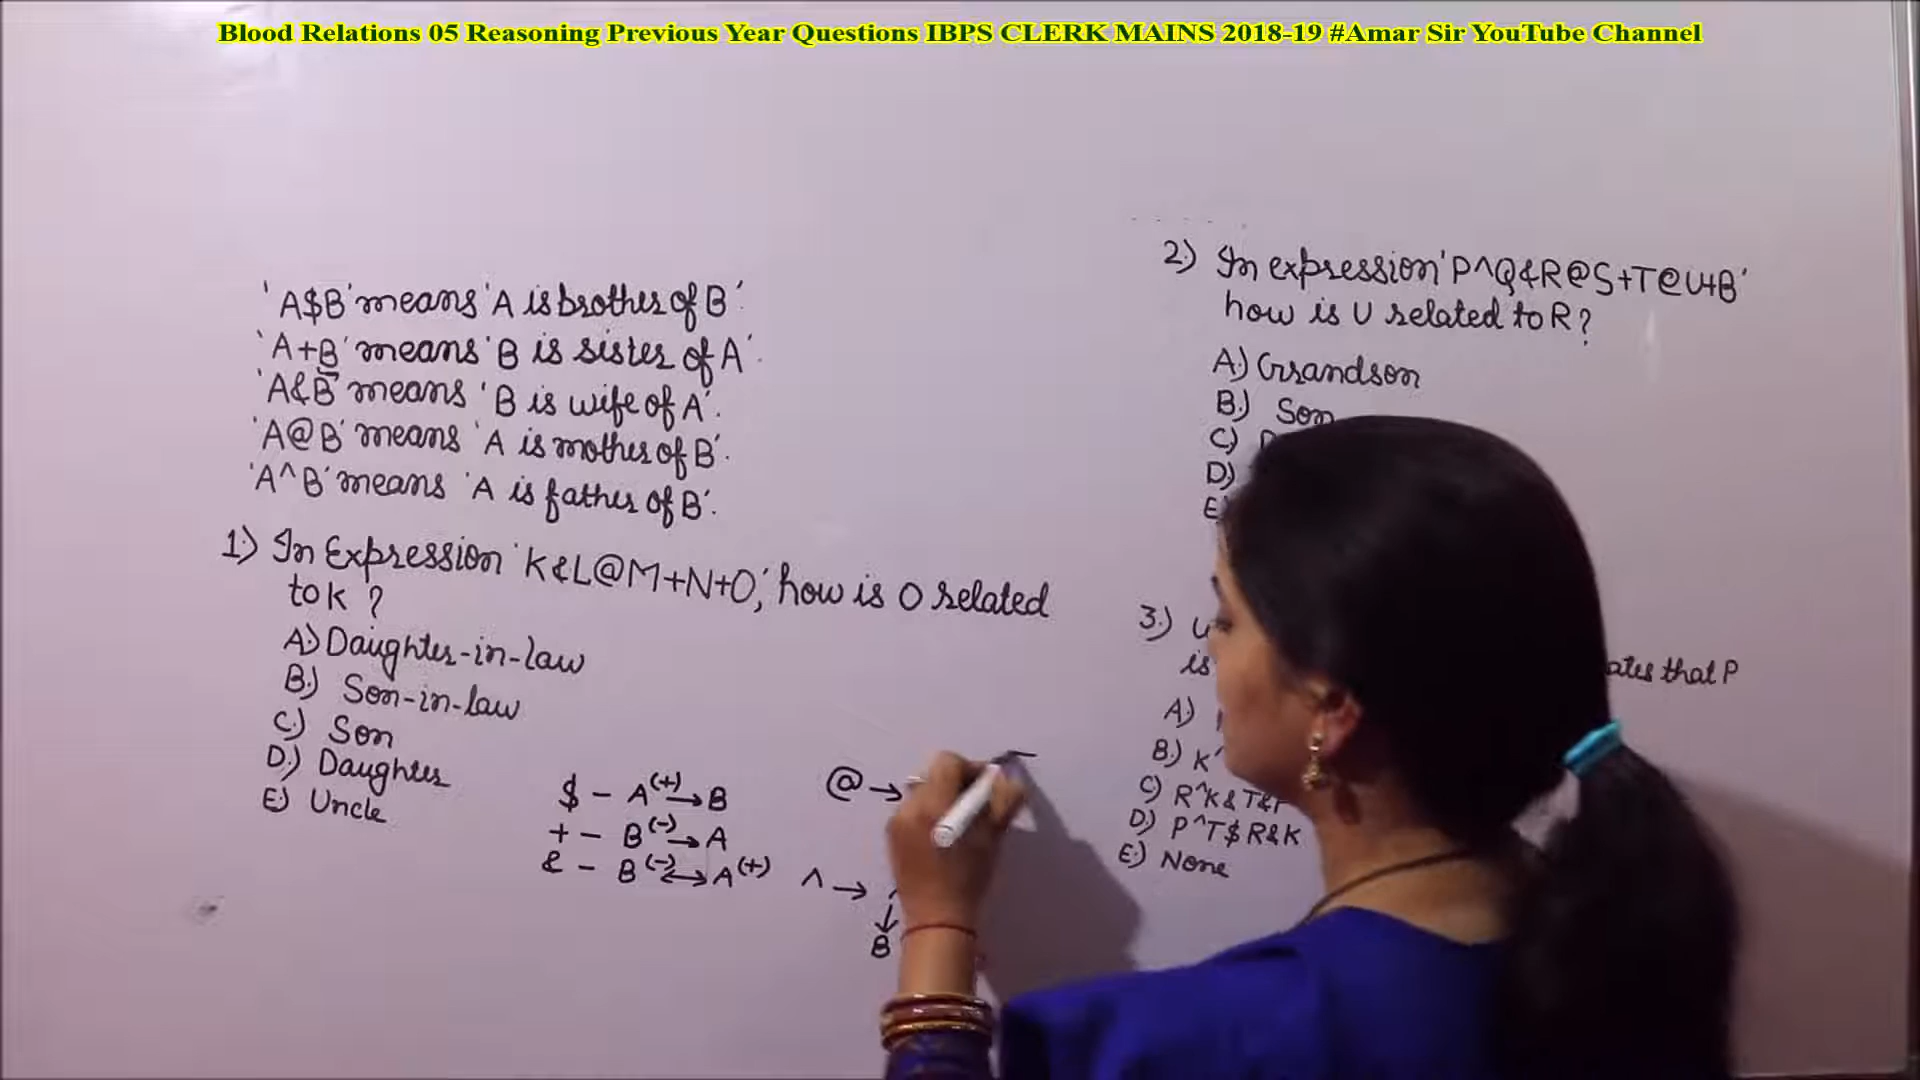 Blood Relations 05 Reasoning Previous Year Questions IBPS CLERK MAINS 2018-19 #Amar Sir YouTube Channel
'A$B' means 'A is brother of B'.
'A+B' means 'B is sister of A'.
'A&B' means 'B is wife of A'.
'A@B' means 'A is mother of B'.
'A^B' means 'A is father of B'.
1.) In Expression 'K&L@M+N+O', how is O related
to K ?
A.) Daughter-in-law
B.) Son-in-law
C.) Son
D.) Daughter
E.) Uncle
$ - A(+) → B
+ - B(-) → A
& - B(-) ↔ A(+)
@ →
^ →
↓
B
2.) In expression 'P^Q&R@S+T@U+B'
how is U related to R?
A.) Grandson
B.) Son
C.)
D.)
E.
3.)
is ates that P
A.)
B.) K
C.) R^K& T&
D.) P^T$R&K
E.) None